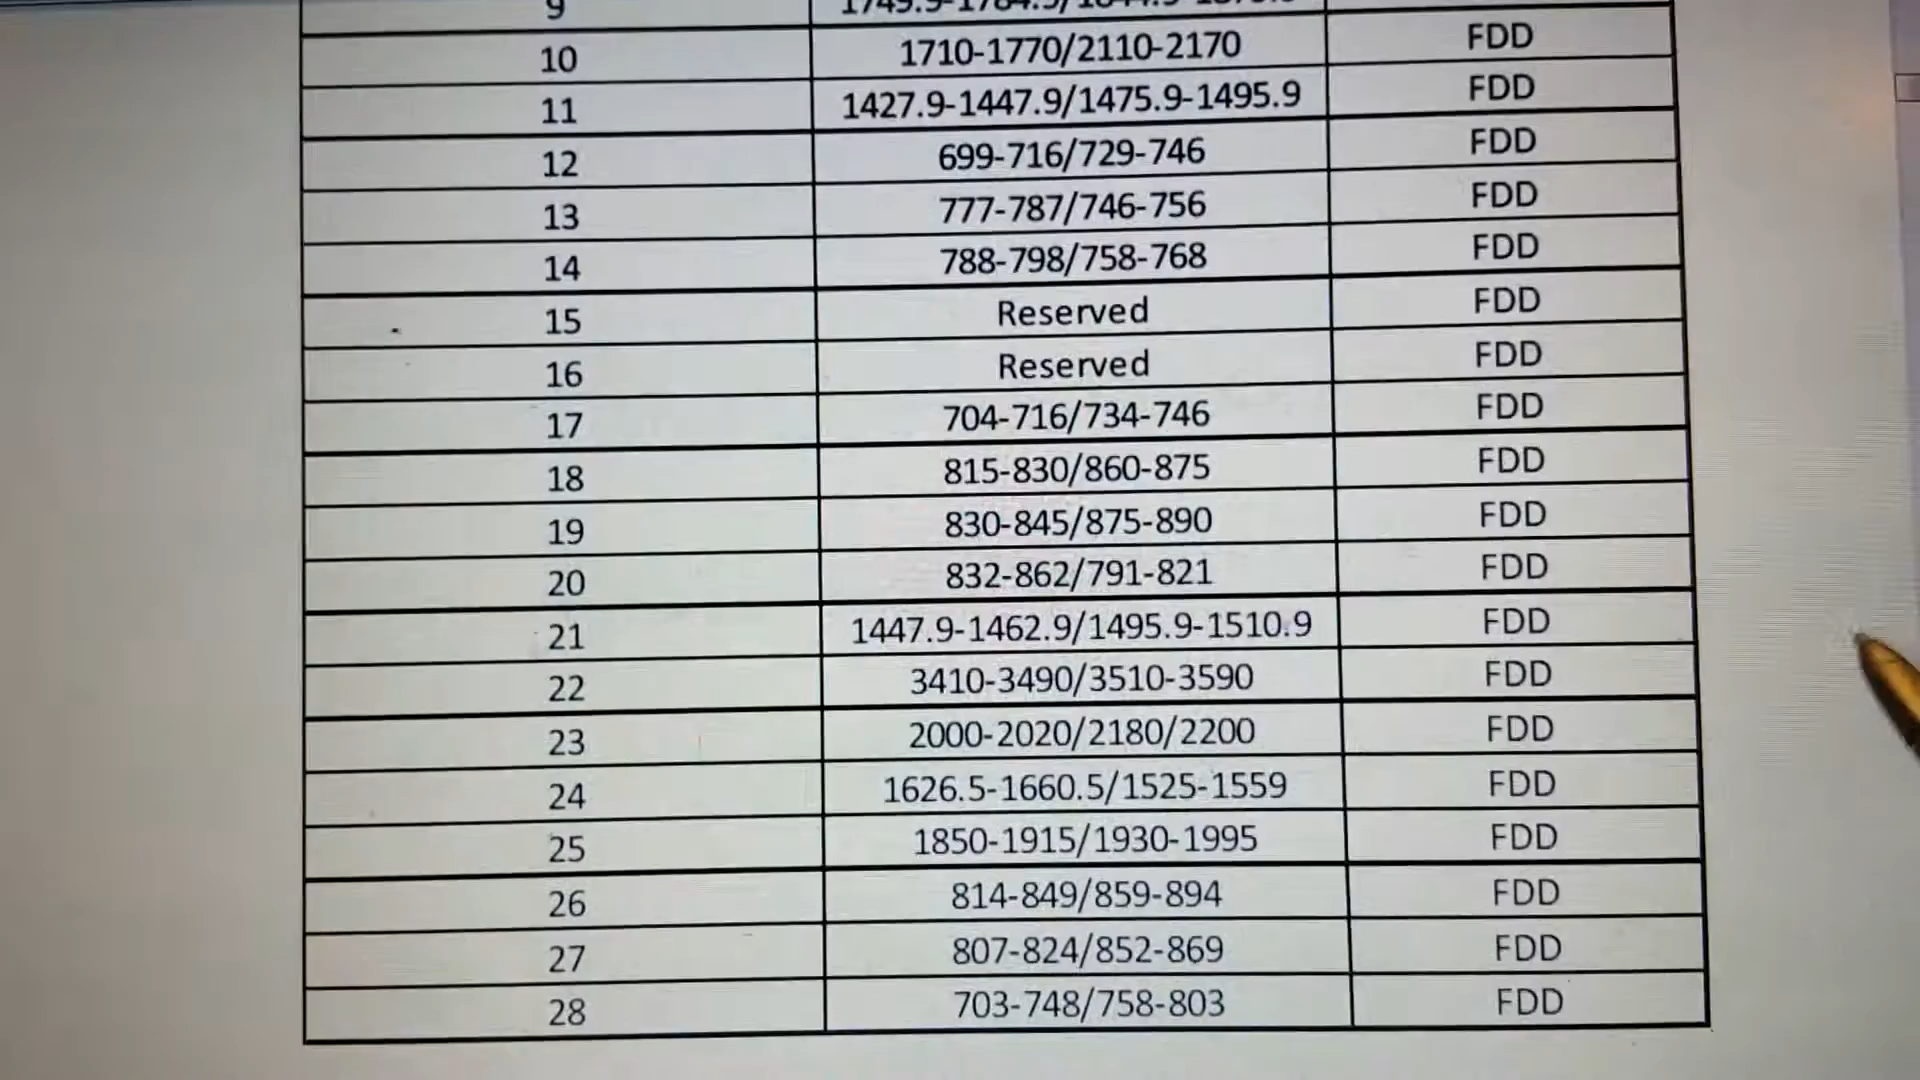 9
10 1710-1770/2110-2170 FDD
11 1427.9-1447.9/1475.9-1495.9 FDD
12 699-716/729-746 FDD
13 777-787/746-756 FDD
14 788-798/758-768 FDD
15 Reserved FDD
16 Reserved FDD
17 704-716/734-746 FDD
18 815-830/860-875 FDD
19 830-845/875-890 FDD
20 832-862/791-821 FDD
21 1447.9-1462.9/1495.9-1510.9 FDD
22 3410-3490/3510-3590 FDD
23 2000-2020/2180/2200 FDD
24 1626.5-1660.5/1525-1559 FDD
25 1850-1915/1930-1995 FDD
26 814-849/859-894 FDD
27 807-824/852-869 FDD
28 703-748/758-803 FDD